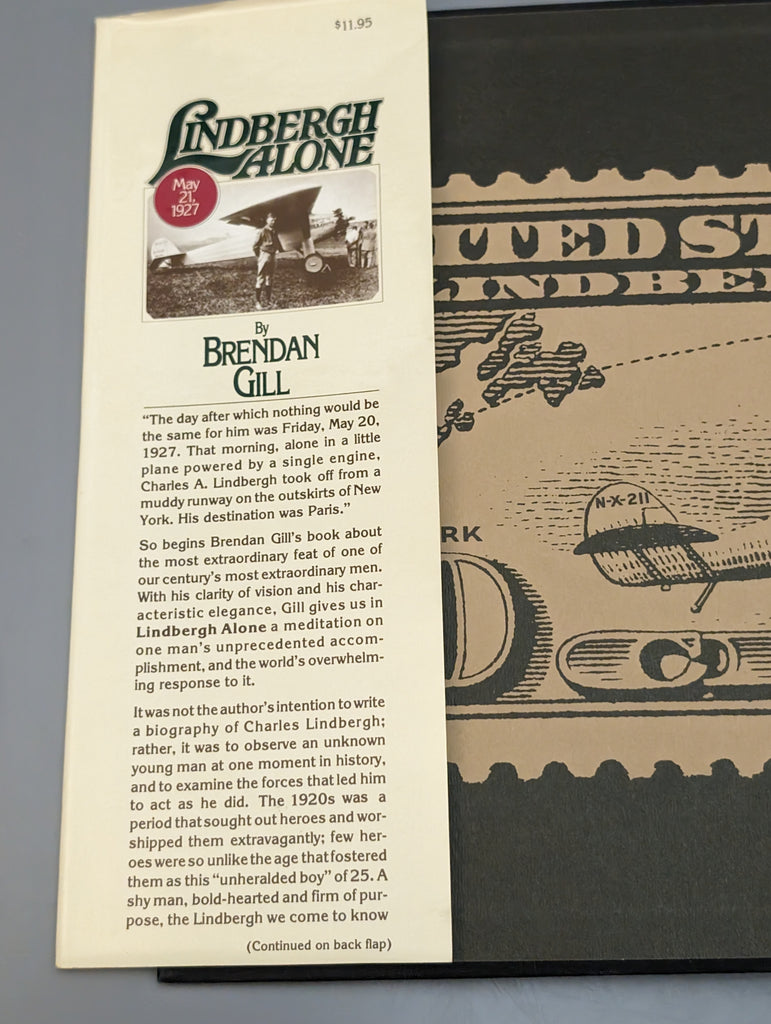 $11.95
LINDBERGH
ALONE
May
21,
1927
By
BRENDAN
GILL
“The day after which nothing would be
the same for him was Friday, May 20,
1927. That morning, alone in a little
plane powered by a single engine,
Charles A. Lindbergh took off from a
muddy runway on the outskirts of New
York. His destination was Paris.”
So begins Brendan Gill’s book about
the most extraordinary feat of one of
our century’s most extraordinary men.
With his clarity of vision and his char-
acteristic elegance, Gill gives us in
Lindbergh Alone a meditation on
one man’s unprecedented accom-
plishment, and the world’s overwhelm-
ing response to it.
It was not the author’s intention to write
a biography of Charles Lindbergh;
rather, it was to observe an unknown
young man at one moment in history,
and to examine the forces that led him
to act as he did. The 1920s was a
period that sought out heroes and wor-
shipped them extravagantly; few her-
oes were so unlike the age that fostered
them as this “unheralded boy” of 25. A
shy man, bold-hearted and firm of pur-
pose, the Lindbergh we come to know
(Continued on back flap)
ITED ST
LINDBE
N-X-211
RK